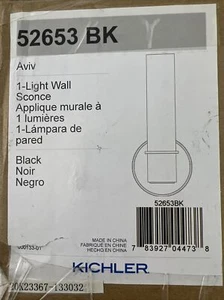 52653 BK
Aviv
1-Light Wall
Sconce
Applique murale á
1 lumières
1-Lámpara de
pared
Black
Noir
Negro
52653BK
MADE IN CHINA
FABRIQUÉ EN CHINE
HECHO EN CHINA
7 83927 04473 8
KICHLER